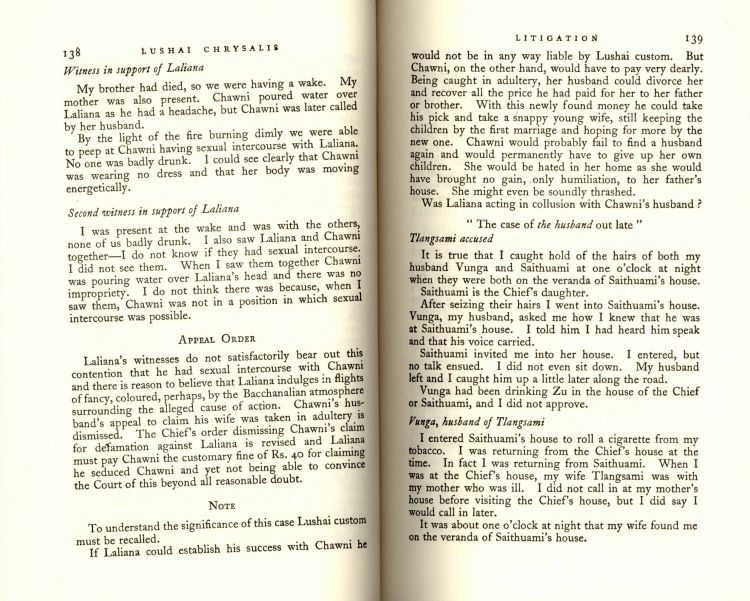 138 LUSHAI CHRYSALIS
Witness in support of Laliana
My brother had died, so we were having a wake. My
mother was also present. Chawni poured water over
Laliana as he had a headache, but Chawni was later called
by her husband.
By the light of the fire burning dimly we were able
to peep at Chawni having sexual intercourse with Laliana.
No one was badly drunk. I could see clearly that Chawni
was wearing no dress and that her body was moving
energetically.
Second witness in support of Laliana
I was present at the wake and was with the others,
none of us badly drunk. I also saw Laliana and Chawni
together—I do not know if they had sexual intercourse.
I did not see them. When I saw them together Chawni
was pouring water over Laliana's head and there was no
impropriety. I do not think there was because, when I
saw them, Chawni was not in a position in which sexual
intercourse was possible.
APPEAL ORDER
Laliana's witnesses do not satisfactorily bear out this
contention that he had sexual intercourse with Chawni
and there is reason to believe that Laliana indulges in flights
of fancy, coloured, perhaps, by the Bacchanalian atmosphere
surrounding the alleged cause of action. Chawni's hus-
band's appeal to claim his wife was taken in adultery is
dismissed. The Chief's order dismissing Chawni's claim
for defamation against Laliana is revised and Laliana
must pay Chawni the customary fine of Rs. 40 for claiming
he seduced Chawni and yet not being able to convince
the Court of this beyond all reasonable doubt.
NOTE
To understand the significance of this case Lushai custom
must be recalled.
If Laliana could establish his success with Chawni he
LITIGATION 139
would not be in any way liable by Lushai custom. But
Chawni, on the other hand, would have to pay very dearly.
Being caught in adultery, her husband could divorce her
and recover all the price he had paid for her to her father
or brother. With this newly found money he could take
his pick and take a snappy young wife, still keeping the
children by the first marriage and hoping for more by the
new one. Chawni would probably fail to find a husband
again and would permanently have to give up her own
children. She would be hated in her home as she would
have brought no gain, only humiliation, to her father's
house. She might even be soundly thrashed.
Was Laliana acting in collusion with Chawni's husband ?
" The case of the husband out late "
Tlangsami accused
It is true that I caught hold of the hairs of both my
husband Vunga and Saithuami at one o'clock at night
when they were both on the veranda of Saithuami's house.
Saithuami is the Chief's daughter.
After seizing their hairs I went into Saithuami's house.
Vunga, my husband, asked me how I knew that he was
at Saithuami's house. I told him I had heard him speak
and that his voice carried.
Saithuami invited me into her house. I entered, but
no talk ensued. I did not even sit down. My husband
left and I caught him up a little later along the road.
Vunga had been drinking Zu in the house of the Chief
or Saithuami, and I did not approve.
Vunga, husband of Tlangsami
I entered Saithuami's house to roll a cigarette from my
tobacco. I was returning from the Chief's house at the
time. In fact I was returning from Saithuami. When I
was at the Chief's house, my wife Tlangsami was with
my mother who was ill. I did not call in at my mother's
house before visiting the Chief's house, but I did say I
would call in later.
It was about one o'clock at night that my wife found me
on the veranda of Saithuami's house.